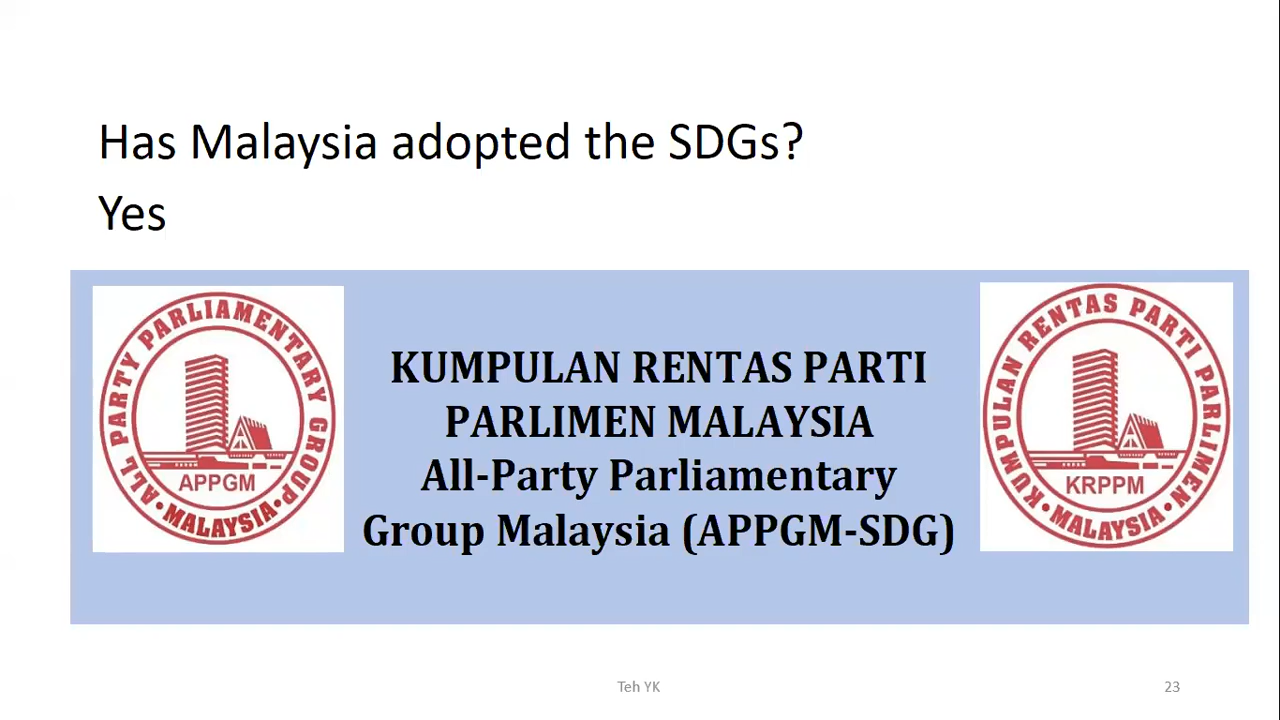 Has Malaysia adopted the SDGs?
Yes
ALL PARTY PARLIAMENTARY GROUP
APPGM
•MALAYSIA•
KUMPULAN RENTAS PARTI
PARLIMEN MALAYSIA
All-Party Parliamentary
Group Malaysia (APPGM-SDG)
KUMPULAN RENTAS PARTI PARLIMEN
KRPPM
•MALAYSIA•
Teh YK
23